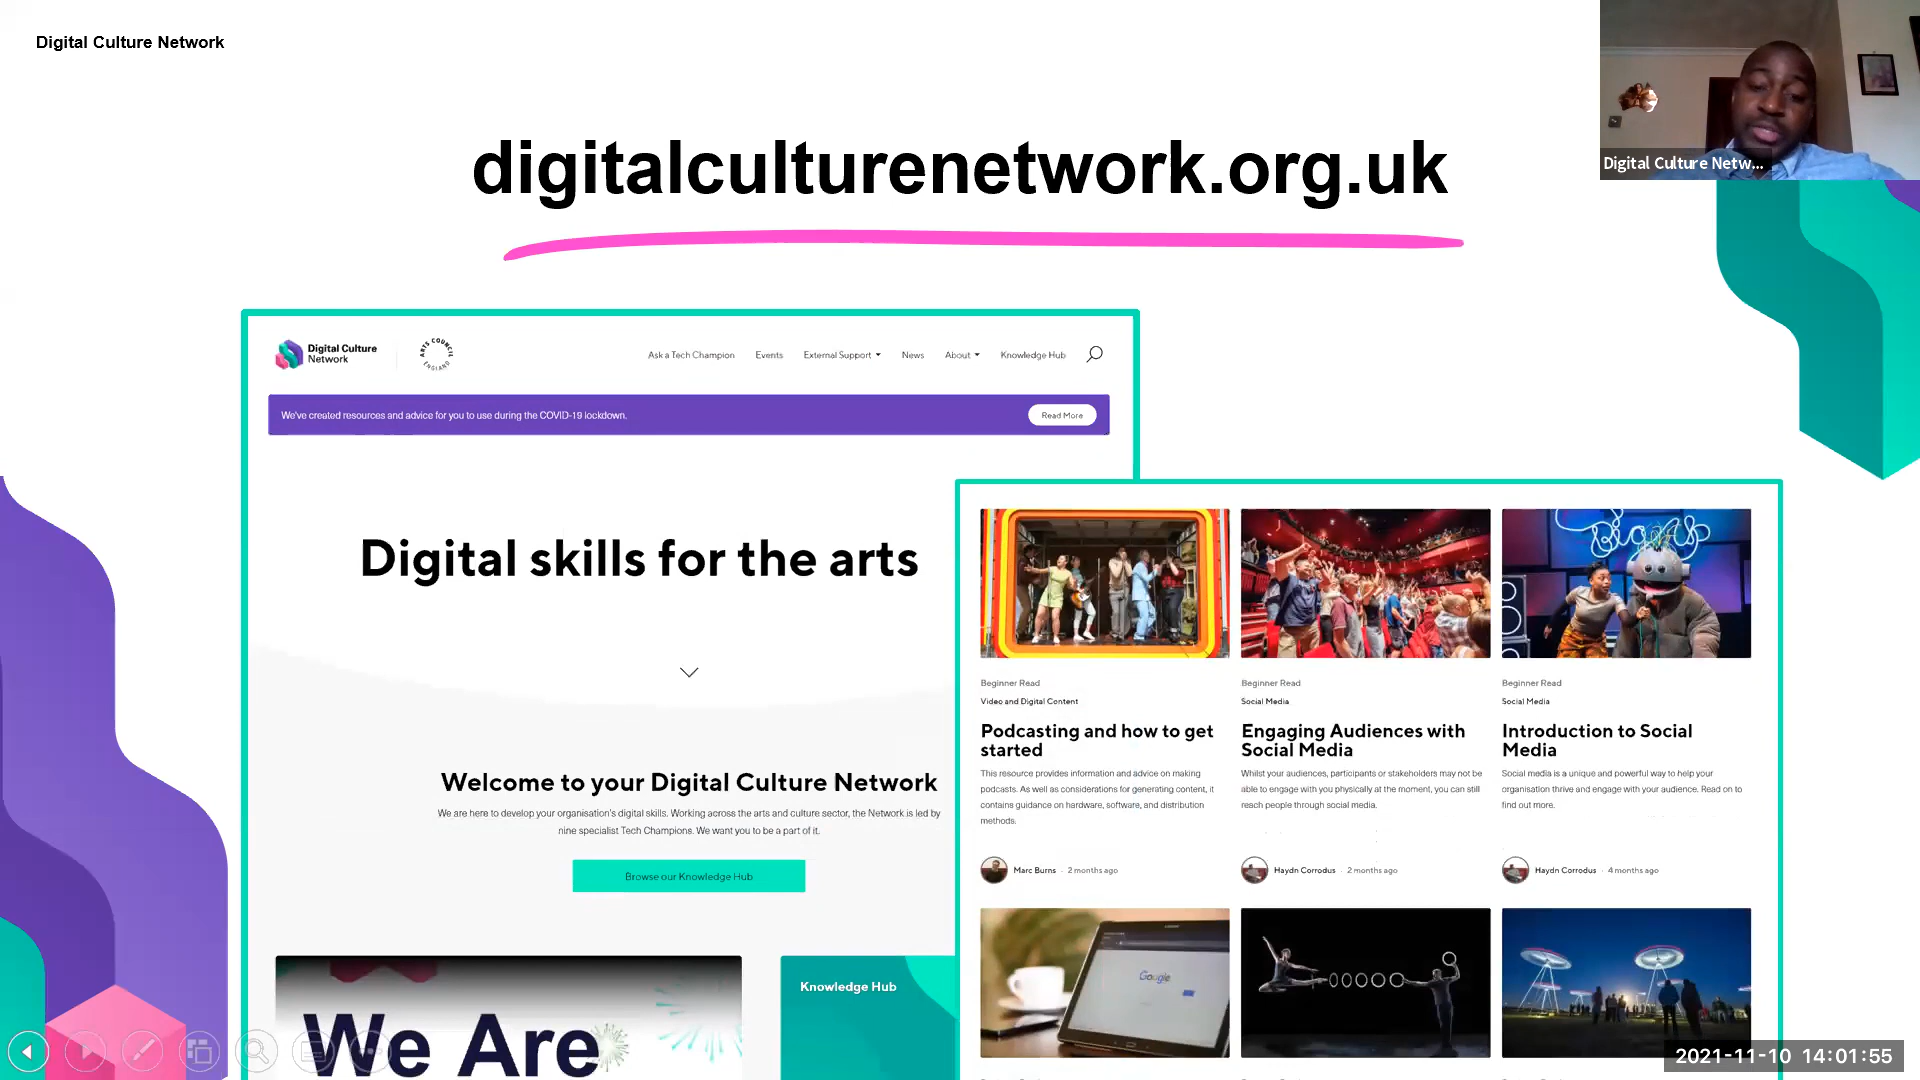 Digital Culture Network
digitalculturenetwork.org.uk
Digital Culture Netw...
Digital Culture
Network
ARTS COUNCIL
ENGLAND
Ask a Tech Champion
Events
External Support
News
About
Knowledge Hub
We've created resources and advice for you to use during the COVID-19 lockdown.
Read More
Digital skills for the arts
Welcome to your Digital Culture Network
We are here to develop your organisation's digital skills. Working across the arts and culture sector, the Network is led by
nine specialist Tech Champions. We want you to be a part of it.
Browse our Knowledge Hub
We Are
Knowledge Hub
Beginner Read
Video and Digital Content
Podcasting and how to get
started
This resource provides information and advice on making
podcasts. As well as considerations for generating content, it
contains guidance on hardware, software, and distribution
methods.
Marc Burns · 2 months ago
Beginner Read
Social Media
Engaging Audiences with
Social Media
Whilst your audiences, participants or stakeholders may not be
able to engage with you physically at the moment, you can still
reach people through social media.
Haydn Corrodus · 2 months ago
Beginner Read
Social Media
Introduction to Social
Media
Social media is a unique and powerful way to help your
organisation thrive and engage with your audience. Read on to
find out more.
Haydn Corrodus · 4 months ago
Google
2021-11-10 14:01:55